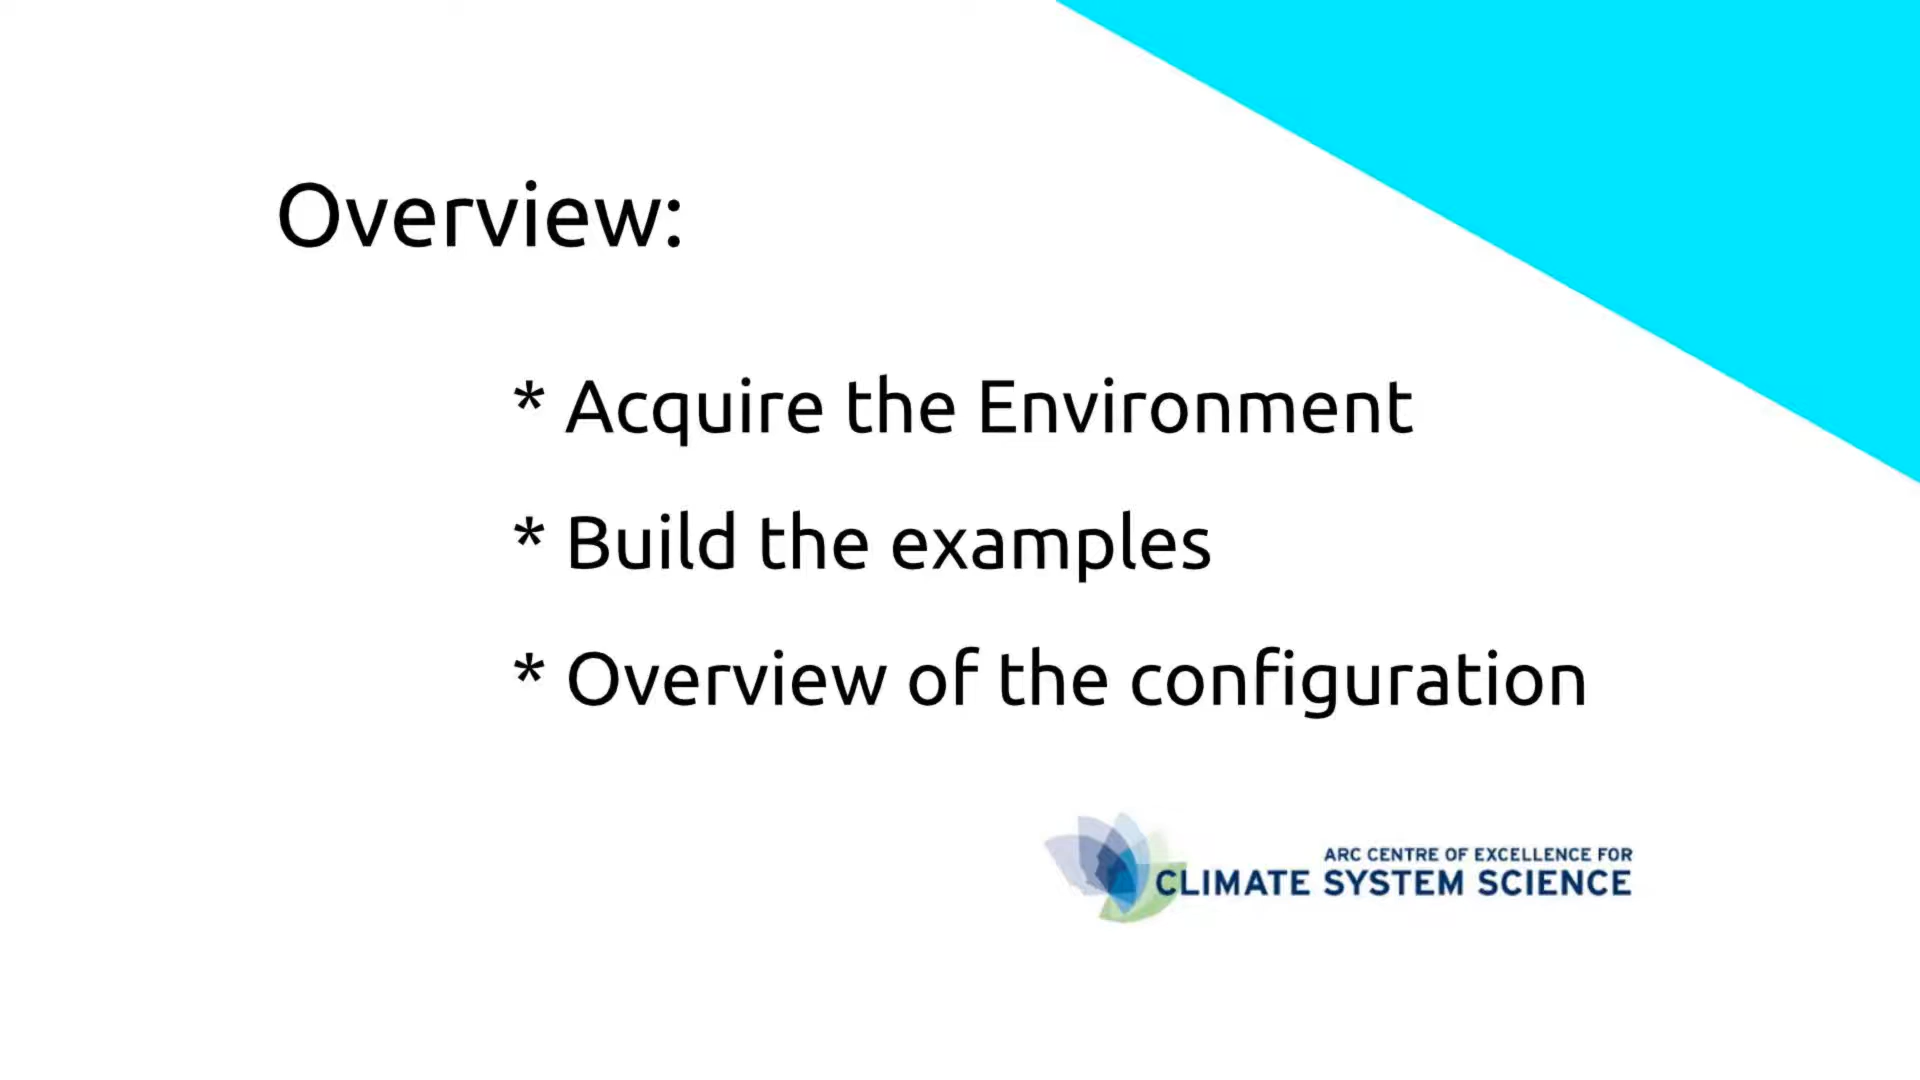 Overview:
* Acquire the Environment
* Build the examples
* Overview of the configuration
ARC CENTRE OF EXCELLENCE FOR
CLIMATE SYSTEM SCIENCE